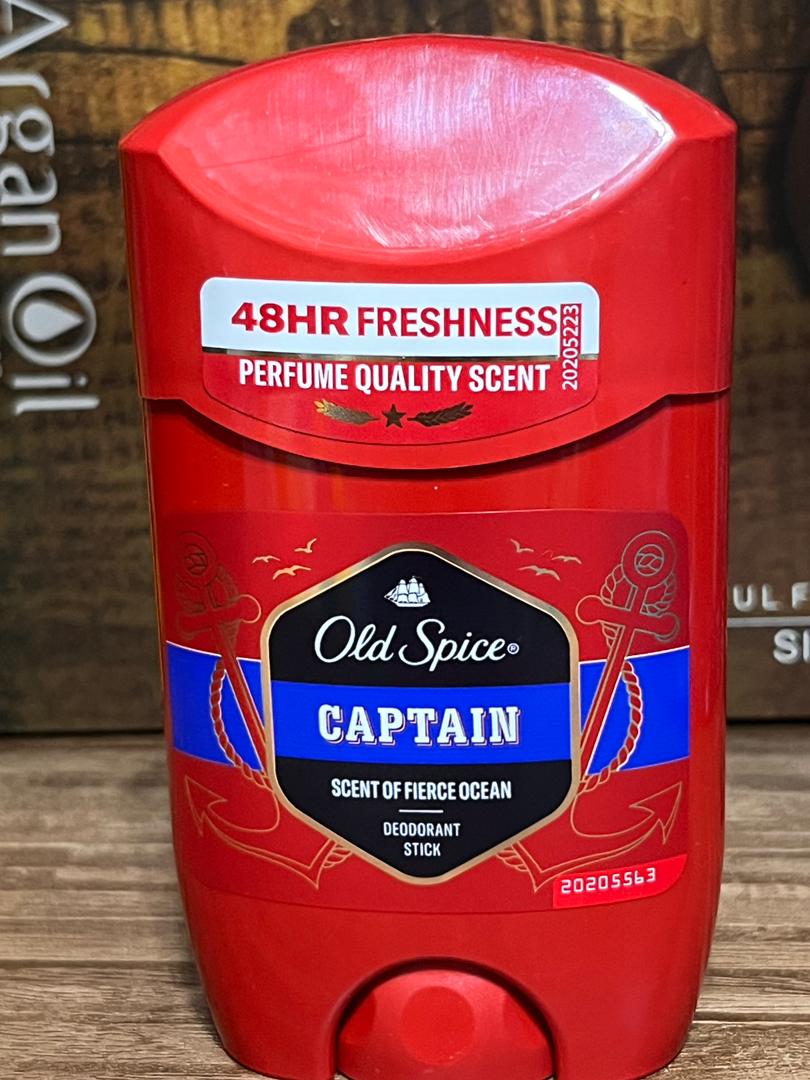 Argan Oil
48HR FRESHNESS
20205223
PERFUME QUALITY SCENT
Old Spice®
CAPTAIN
SCENT OF FIERCE OCEAN
DEODORANT
STICK
20205563